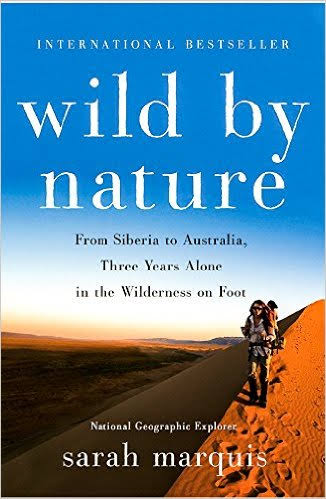 INTERNATIONAL BESTSELLER
wild by
nature
From Siberia to Australia,
Three Years Alone
in the Wilderness on Foot
National Geographic Explorer
sarah marquis